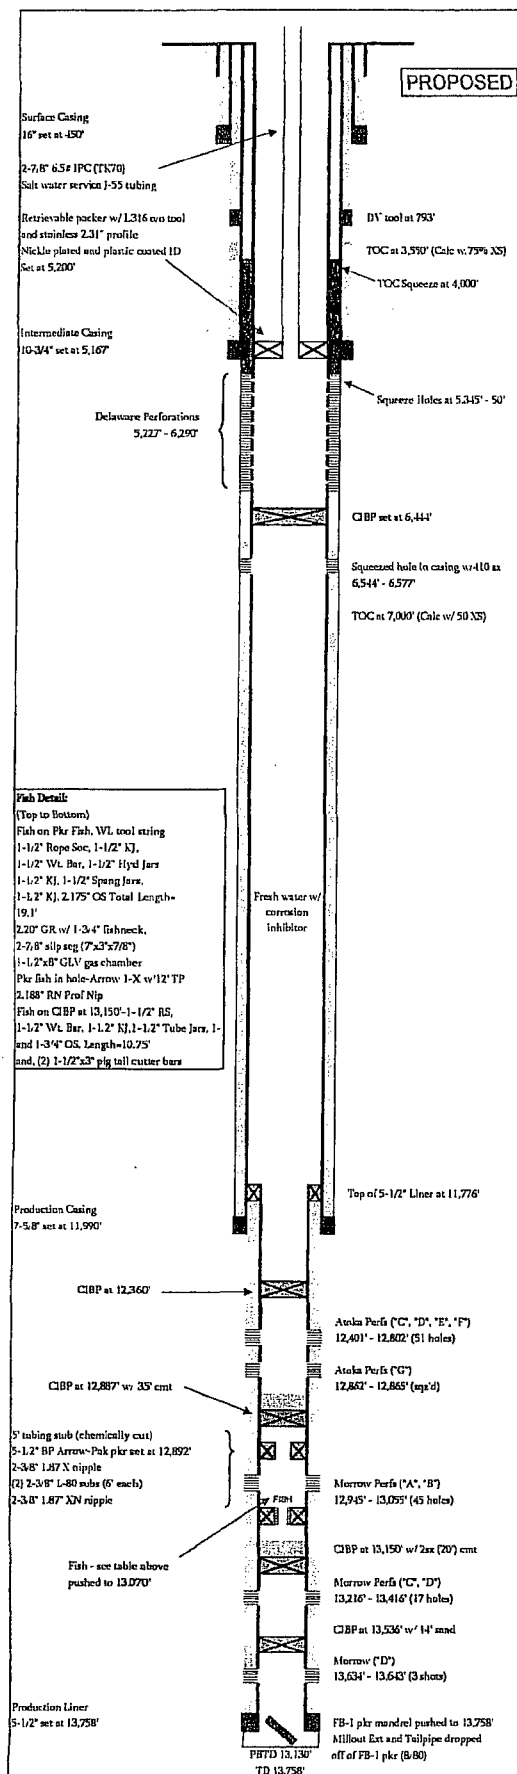 PROPOSED
Surface Casing
16" set at 450'
2-7/8" 6.5# IPC (TK70)
Salt water service J-55 tubing
Retrievable packer w/ L316 o/o tool
and stainless 2.31" profile
Nickle plated and plastic coated ID
Set at 5,200'
DV tool at 793'
TOC at 3,550' (Calc w.75% XS)
TOC Squeeze at 4,000'
Intermediate Casing
10-3/4" set at 5,167'
Squeeze Holes at 5,345' - 50'
Delaware Perforations
5,227' - 6,290'
CIBP set at 6,444'
Squeezed hole in casing w/410 sx
6,544' - 6,577'
TOC at 7,000' (Calc w/ 50 XS)
Fish Detail:
(Top to Bottom)
Fish on Pkr Fish, WL tool string
1-1/2" Rope Soc, 1-1/2" KJ,
1-1/2" Wt. Bar, 1-1/2" Hyd Jars
1-1/2" KJ, 1-1/2" Spang Jars,
1-1.2" KJ, 2.175" OS Total Length=
19.1'
2.20" GR w/ 1-3/4" fishneck,
2-7/8" slip seg (7"x3"x7/8")
1-1/2"x8" GLV gas chamber
Pkr fish in hole-Arrow 1-X w/12' TP
2.188" RN Prof Nip
Fish on CIBP at 13,150'-1-1/2" RS,
1-1/2" Wt. Bar, 1-1.2" KJ,1-1.2" Tube Jars, 1-
and 1-3/4" OS, Length=10.75'
and, (2) 1-1/2"x3" pig tail cutter bars
Fresh water w/
corrosion
inhibitor
Top of 5-1/2" Liner at 11,776'
Production Casing
7-5/8" set at 11,990'
CIBP at 12,360'
Atoka Perfs ("C", "D", "E", "F")
12,401' - 12,802' (51 holes)
Atoka Perfs ("G")
12,862' - 12,865' (sqz'd)
CIBP at 12,887' w/ 35' cmt
5' tubing stub (chemically cut)
5-1.2" BP Arrow-Pak pkr set at 12,892'
2-3/8" 1.87 X nipple
(2) 2-3/8" L-80 subs (6' each)
2-3/8" 1.87" XN nipple
Morrow Perfs ("A", "B")
12,945' - 13,055' (45 holes)
FISH
Fish - see table above
pushed to 13.070'
CIBP at 13,150' w/ 2sx (20') cmt
Morrow Perfs ("C", "D")
13,216' - 13,416' (17 holes)
CIBP at 13,536' w/ 14' sand
Morrow ("D")
13,634' - 13,643' (3 shots)
Production Liner
5-1/2" set at 13,758'
FB-1 pkr mandrel pushed to 13,758'
Millout Ext and Tailpipe dropped
off of FB-1 pkr (8/80)
PBTD 13,130'
TD 13,758'